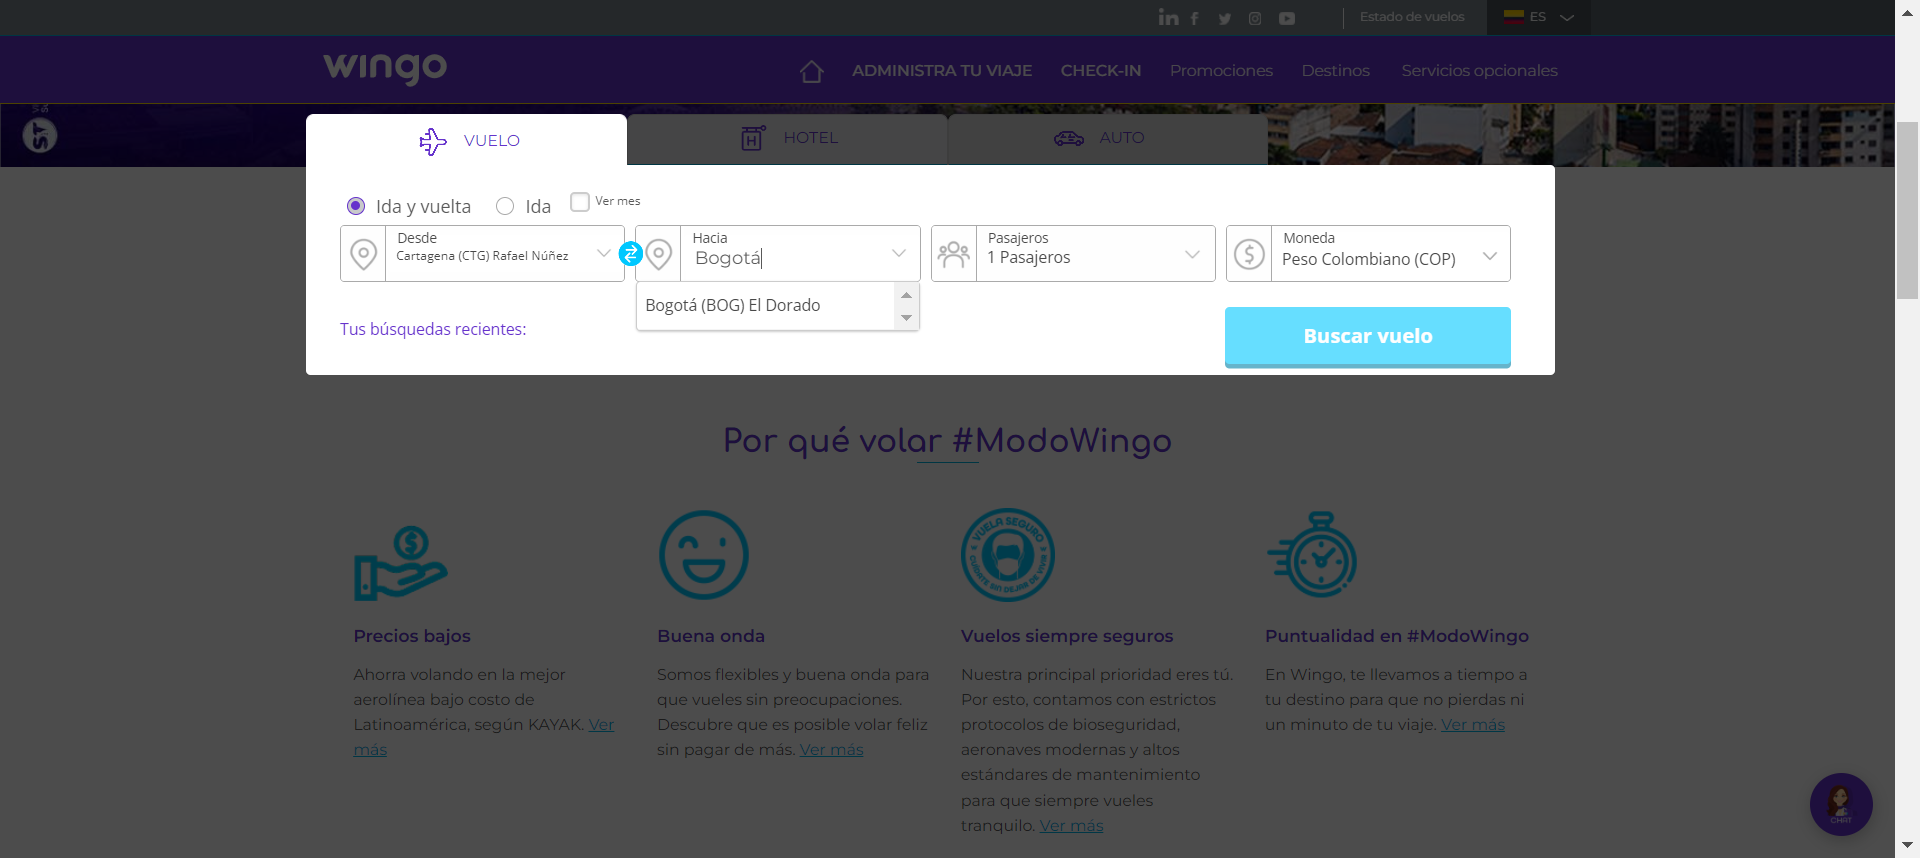 Estado de vuelos
ES
wingo
ADMINISTRA TU VIAJE
CHECK-IN
Promociones
Destinos
Servicios opcionales
VUELO
HOTEL
AUTO
Ida y vuelta
Ida
Ver mes
Desde
Cartagena (CTG) Rafael Núñez
Hacia
Bogotá
Pasajeros
1 Pasajeros
Moneda
Peso Colombiano (COP)
Bogotá (BOG) El Dorado
Tus búsquedas recientes:
Buscar vuelo
Por qué volar #ModoWingo
VUELA SEGURO
CUIDATE SIN DEJAR DE VIVIR
Precios bajos
Ahorra volando en la mejor
aerolínea bajo costo de
Latinoamérica, según KAYAK. Ver
más
Buena onda
Somos flexibles y buena onda para
que vueles sin preocupaciones.
Descubre que es posible volar feliz
sin pagar de más. Ver más
Vuelos siempre seguros
Nuestra principal prioridad eres tú.
Por esto, contamos con estrictos
protocolos de bioseguridad,
aeronaves modernas y altos
estándares de mantenimiento
para que siempre vueles
tranquilo. Ver más
Puntualidad en #ModoWingo
En Wingo, te llevamos a tiempo a
tu destino para que no pierdas ni
un minuto de tu viaje. Ver más
CHAT